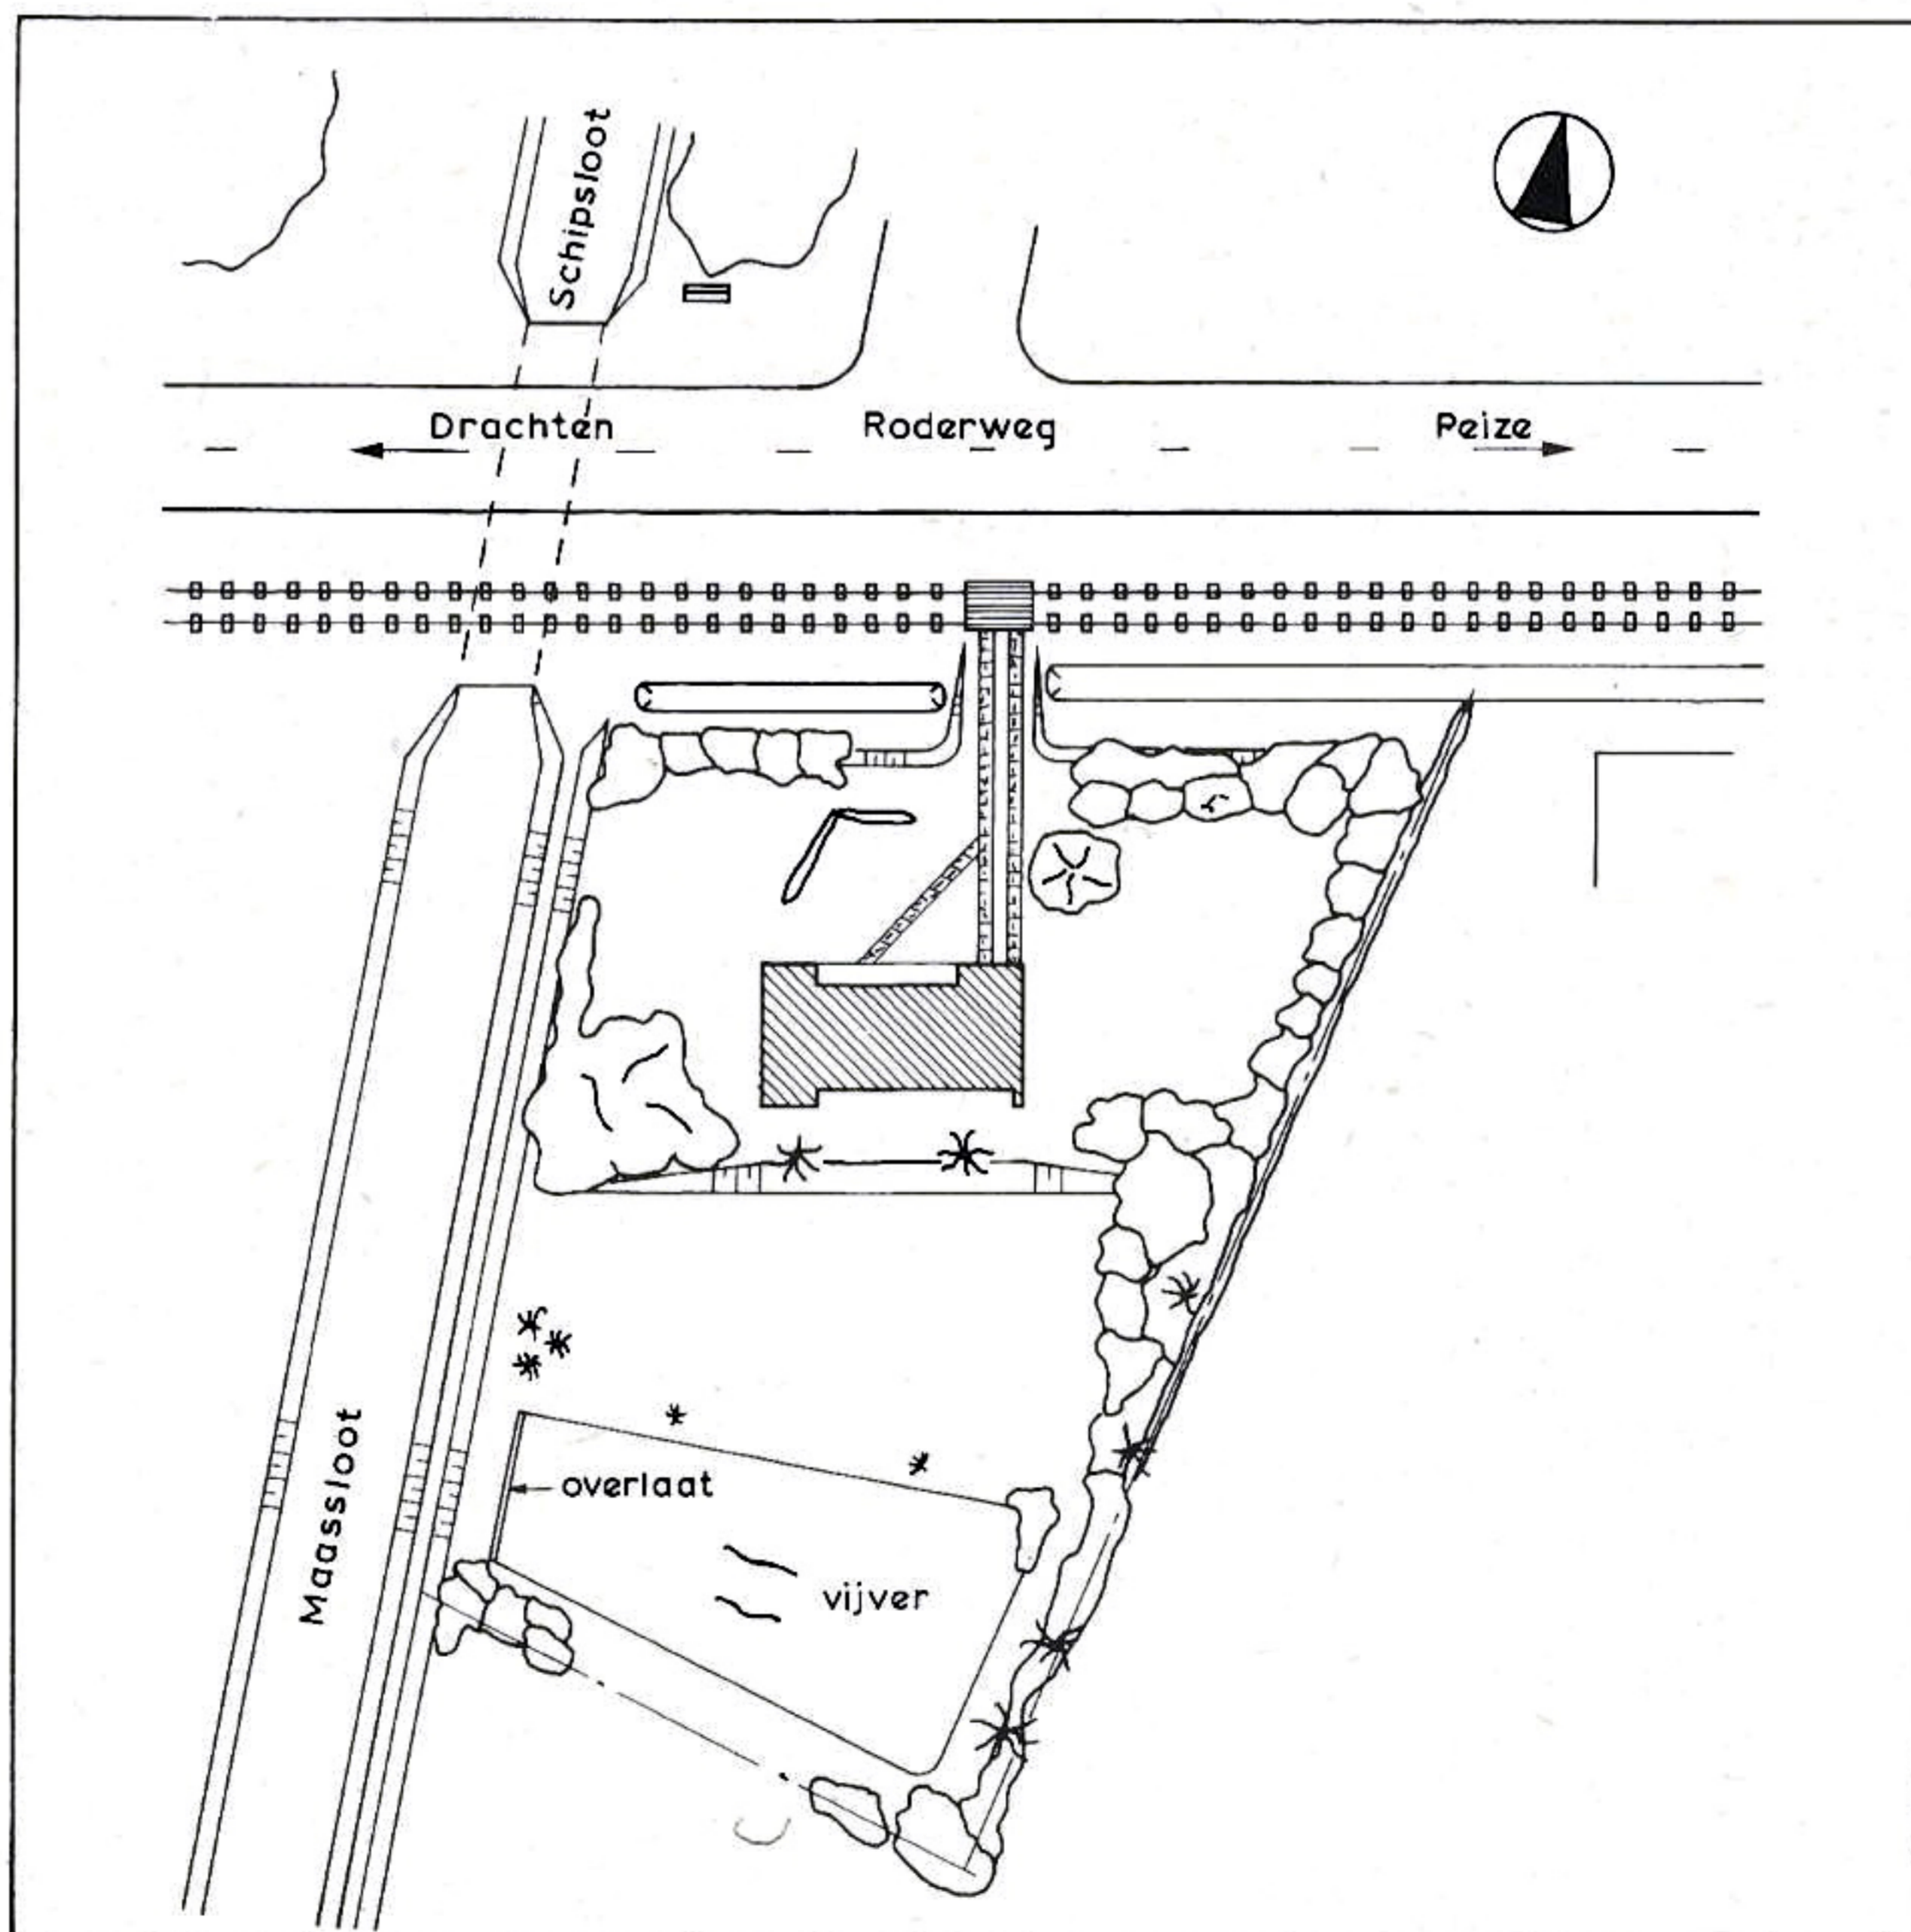 Schipsloot
Drachten
Roderweg
Peize
overlaat
vijver
Maassloot